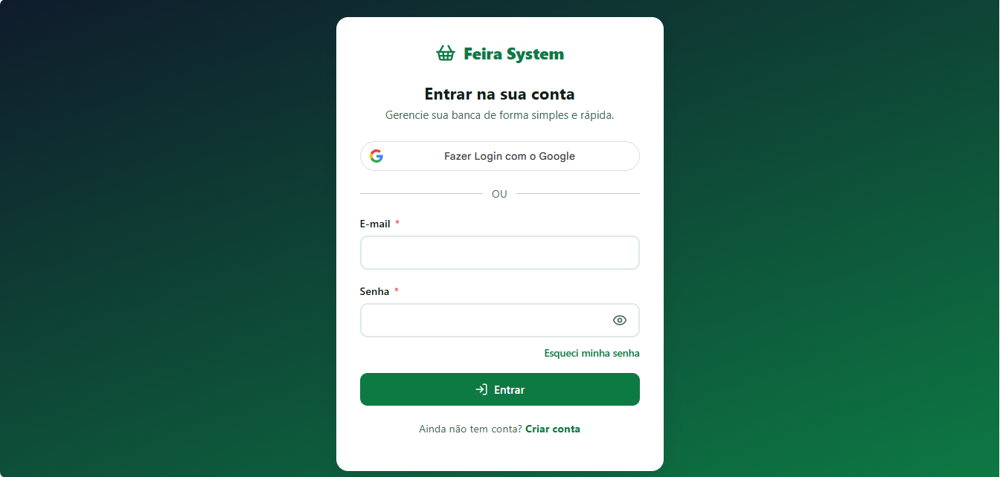 Feira System
Entrar na sua conta
Gerencie sua banca de forma simples e rápida.
Fazer Login com o Google
OU
E-mail *
Senha *
Esqueci minha senha
Entrar
Ainda não tem conta? Criar conta